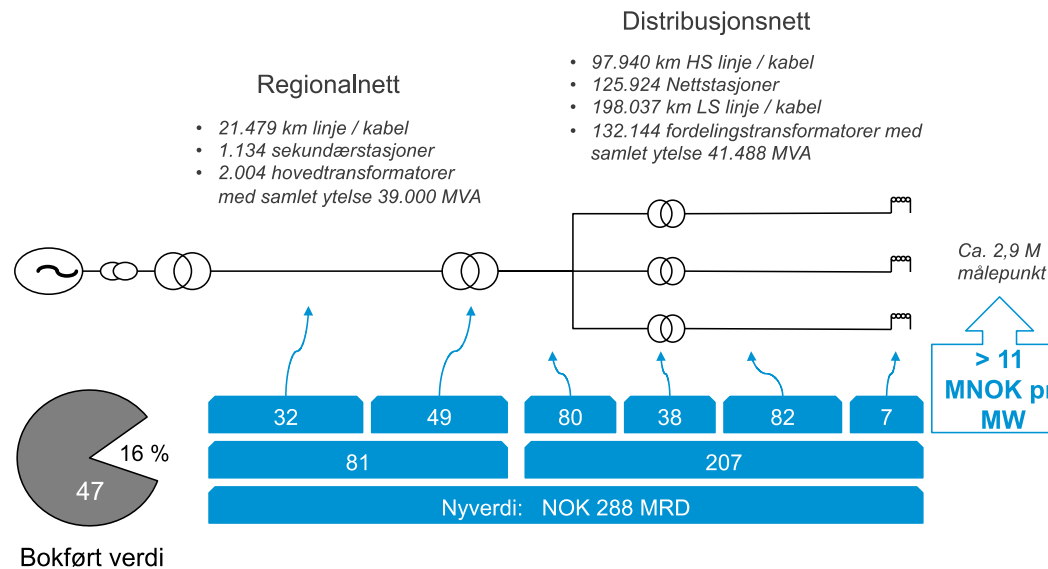 Distribusjonsnett
• 97.940 km HS linje / kabel
• 125.924 Nettstasjoner
• 198.037 km LS linje / kabel
• 132.144 fordelingstransformatorer med
samlet ytelse 41.488 MVA
Regionalnett
• 21.479 km linje / kabel
• 1.134 sekundærstasjoner
• 2.004 hovedtransformatorer
med samlet ytelse 39.000 MVA
Ca. 2,9 M
målepunkt
> 11
MNOK pr
MW
32 49 80 38 82 7
81 207
Nyverdi: NOK 288 MRD
16 %
47
Bokført verdi